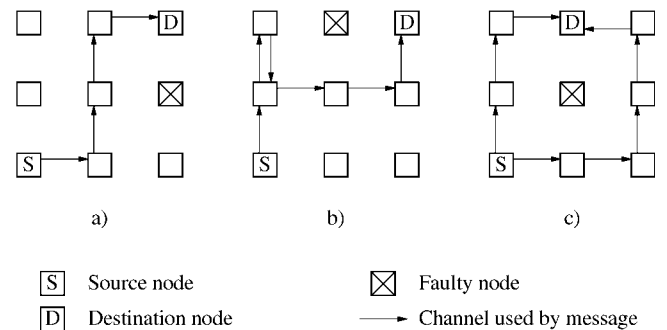 D
D
D
S
S
S
a)
b)
c)
S Source node
Faulty node
D Destination node
Channel used by message